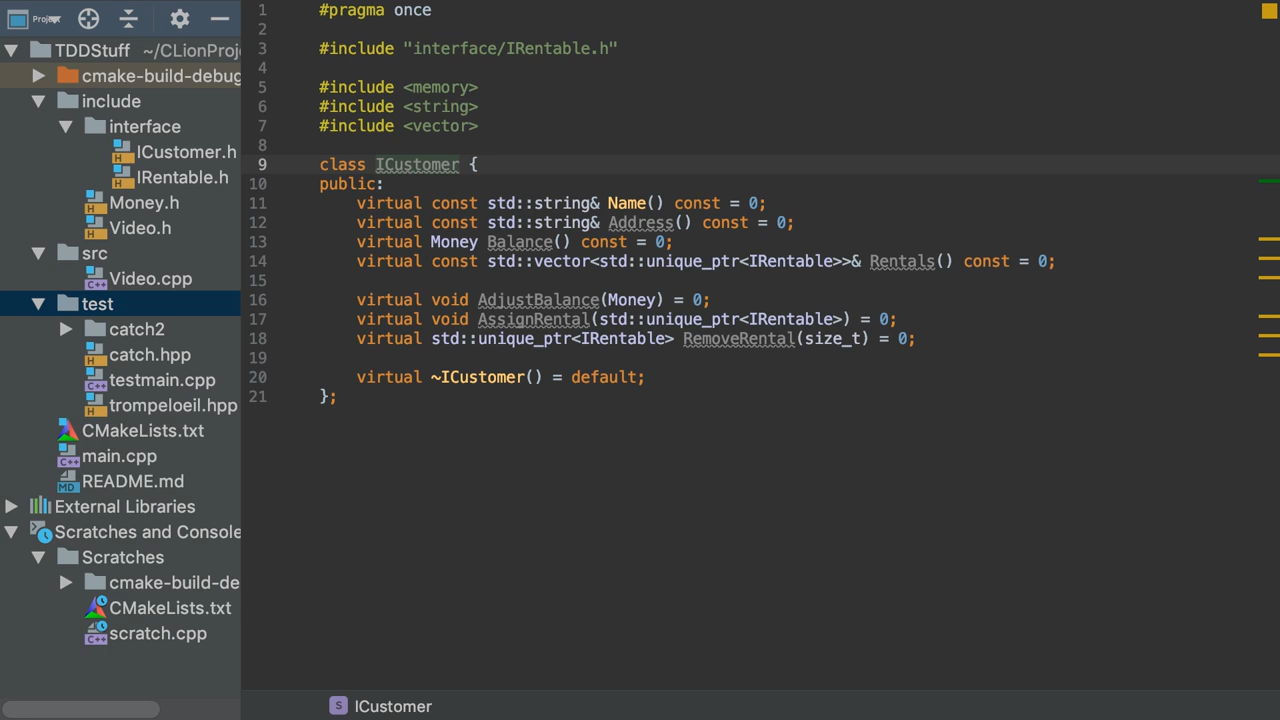 Project
TDDStuff ~/CLionProj
cmake-build-debug
include
interface
ICustomer.h
IRentable.h
Money.h
Video.h
src
Video.cpp
test
catch2
catch.hpp
testmain.cpp
trompeloeil.hpp
CMakeLists.txt
main.cpp
README.md
External Libraries
Scratches and Console
Scratches
cmake-build-de
CMakeLists.txt
scratch.cpp
1 #pragma once
2
3 #include "interface/IRentable.h"
4
5 #include <memory>
6 #include <string>
7 #include <vector>
8
9 class ICustomer {
10 public:
11 virtual const std::string& Name() const = 0;
12 virtual const std::string& Address() const = 0;
13 virtual Money Balance() const = 0;
14 virtual const std::vector<std::unique_ptr<IRentable>>& Rentals() const = 0;
15
16 virtual void AdjustBalance(Money) = 0;
17 virtual void AssignRental(std::unique_ptr<IRentable>) = 0;
18 virtual std::unique_ptr<IRentable> RemoveRental(size_t) = 0;
19
20 virtual ~ICustomer() = default;
21 };
S ICustomer